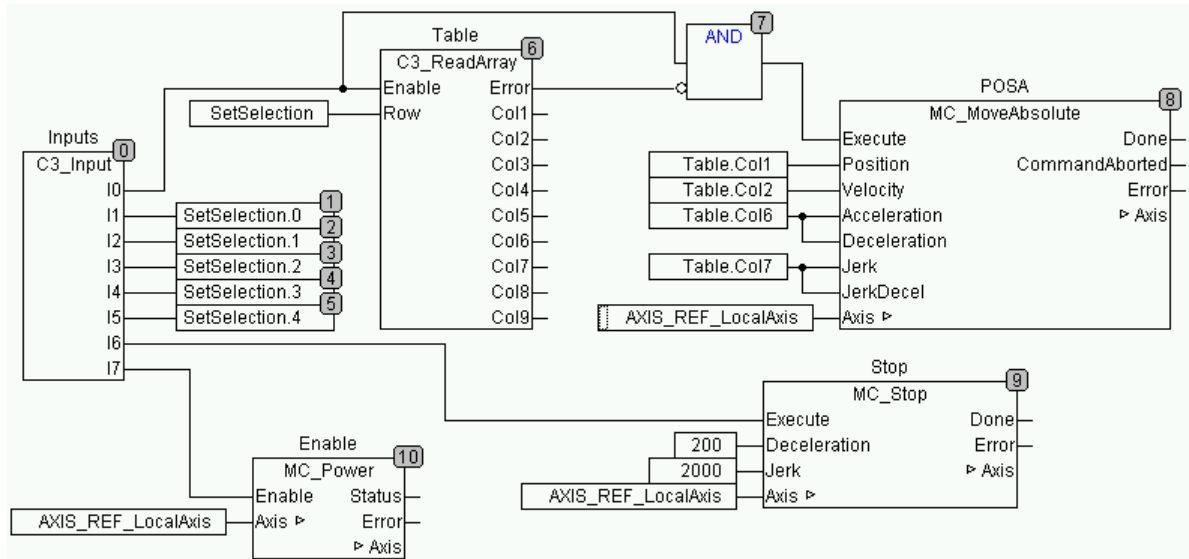 Inputs
0
C3_Input
I0
I1
I2
I3
I4
I5
I6
I7
1
SetSelection.0
2
SetSelection.1
3
SetSelection.2
4
SetSelection.3
5
SetSelection.4
SetSelection
Table
6
C3_ReadArray
Enable Error
Row Col1
Col2
Col3
Col4
Col5
Col6
Col7
Col8
Col9
7
AND
POSA
8
MC_MoveAbsolute
Execute Done
Position CommandAborted
Velocity Error
Acceleration Axis
Deceleration
Jerk
JerkDecel
Axis
Table.Col1
Table.Col2
Table.Col6
Table.Col7
AXIS_REF_LocalAxis
Stop
9
MC_Stop
Execute Done
Deceleration Error
Jerk Axis
Axis
200
2000
AXIS_REF_LocalAxis
Enable
10
MC_Power
Enable Status
Axis Error
Axis
AXIS_REF_LocalAxis